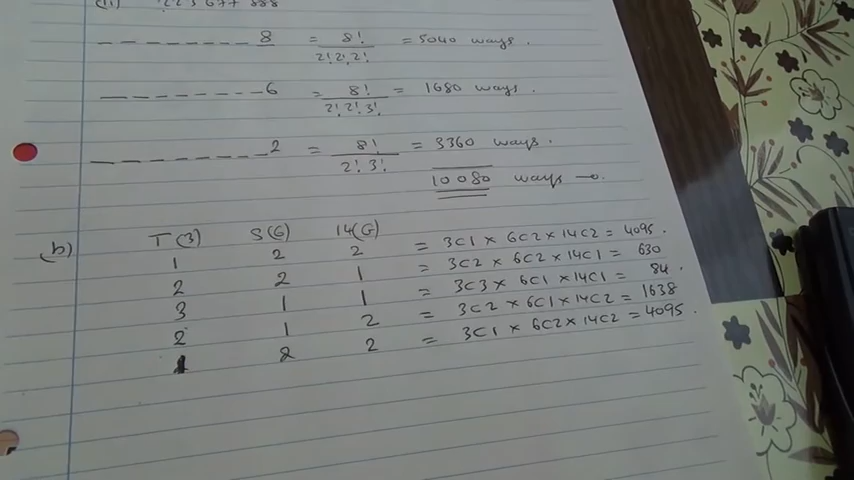 (ii) 223677888
_ _ _ _ _ _ _ _ 8 = 8!/2!2!2! = 5040 ways.
_ _ _ _ _ _ _ _ 6 = 8!/2!2!3! = 1680 ways.
_ _ _ _ _ _ _ _ 2 = 8!/2!3! = 3360 ways.
10080 ways
(b) T(3) S(6) 14(G)
1 2 2 = 3C1 × 6C2 × 14C2 = 4095.
2 2 1 = 3C2 × 6C2 × 14C1 = 630
3 1 1 = 3C3 × 6C1 × 14C1 = 84.
2 1 2 = 3C2 × 6C1 × 14C2 = 1638
1 2 2 = 3C1 × 6C2 × 14C2 = 4095.